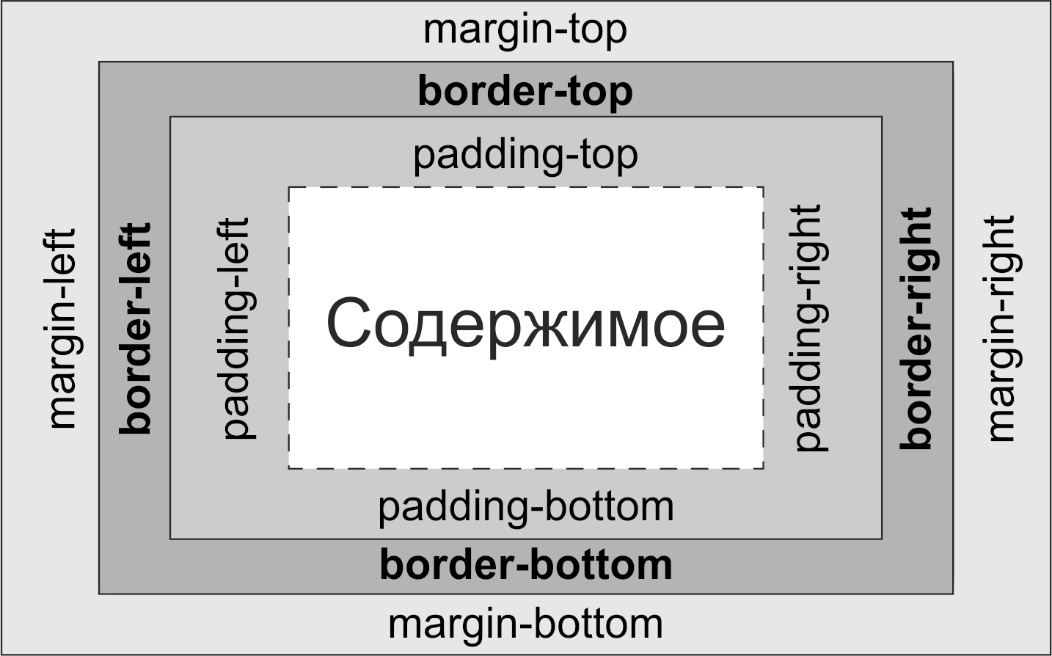 margin-top
border-top
padding-top
margin-left
border-left
padding-left
Содержимое
padding-right
border-right
margin-right
padding-bottom
border-bottom
margin-bottom